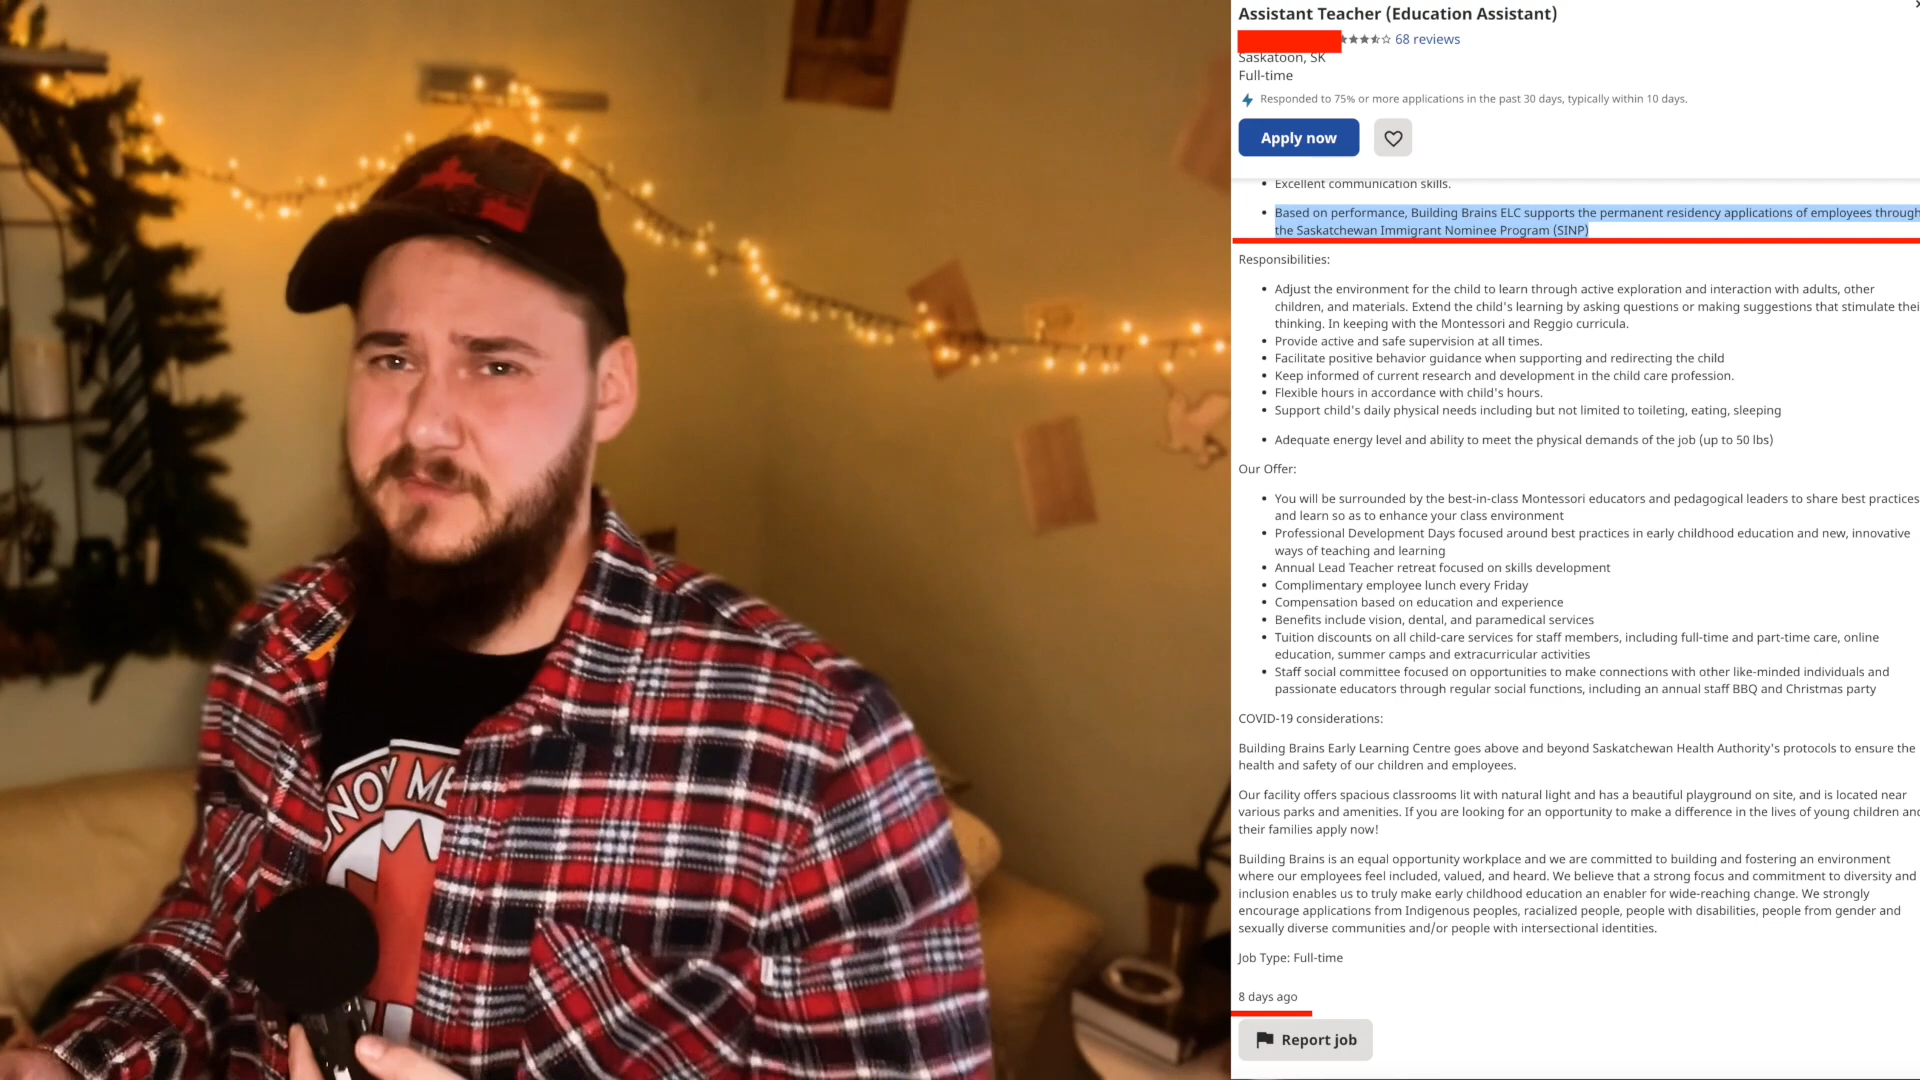 Assistant Teacher (Education Assistant)
68 reviews
Saskatoon, SK
Full-time
Responded to 75% or more applications in the past 30 days, typically within 10 days.
Apply now
Excellent communication skills.
Based on performance, Building Brains ELC supports the permanent residency applications of employees through
the Saskatchewan Immigrant Nominee Program (SINP)
Responsibilities:
Adjust the environment for the child to learn through active exploration and interaction with adults, other
children, and materials. Extend the child's learning by asking questions or making suggestions that stimulate thei
thinking. In keeping with the Montessori and Reggio curricula.
Provide active and safe supervision at all times.
Facilitate positive behavior guidance when supporting and redirecting the child
Keep informed of current research and development in the child care profession.
Flexible hours in accordance with child's hours.
Support child's daily physical needs including but not limited to toileting, eating, sleeping
Adequate energy level and ability to meet the physical demands of the job (up to 50 lbs)
Our Offer:
You will be surrounded by the best-in-class Montessori educators and pedagogical leaders to share best practices
and learn so as to enhance your class environment
Professional Development Days focused around best practices in early childhood education and new, innovative
ways of teaching and learning
Annual Lead Teacher retreat focused on skills development
Complimentary employee lunch every Friday
Compensation based on education and experience
Benefits include vision, dental, and paramedical services
Tuition discounts on all child-care services for staff members, including full-time and part-time care, online
education, summer camps and extracurricular activities
Staff social committee focused on opportunities to make connections with other like-minded individuals and
passionate educators through regular social functions, including an annual staff BBQ and Christmas party
COVID-19 considerations:
Building Brains Early Learning Centre goes above and beyond Saskatchewan Health Authority's protocols to ensure the
health and safety of our children and employees.
Our facility offers spacious classrooms lit with natural light and has a beautiful playground on site, and is located near
various parks and amenities. If you are looking for an opportunity to make a difference in the lives of young children and
their families apply now!
Building Brains is an equal opportunity workplace and we are committed to building and fostering an environment
where our employees feel included, valued, and heard. We believe that a strong focus and commitment to diversity and
inclusion enables us to truly make early childhood education an enabler for wide-reaching change. We strongly
encourage applications from Indigenous peoples, racialized people, people with disabilities, people from gender and
sexually diverse communities and/or people with intersectional identities.
Job Type: Full-time
8 days ago
Report job